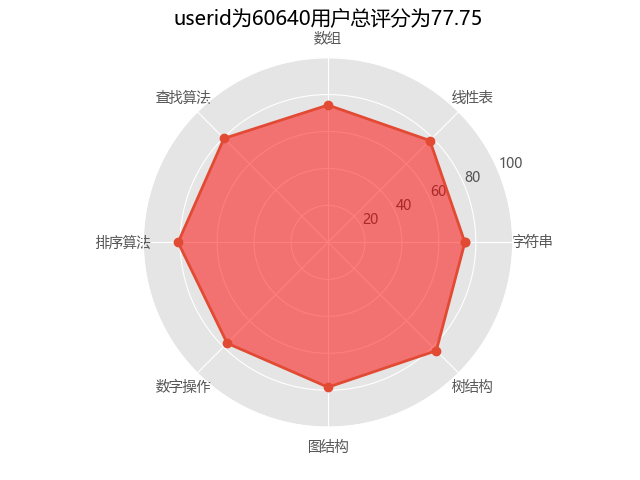 userid为60640用户总评分为77.75
数组
查找算法
线性表
100
80
60
40
20
排序算法
字符串
数字操作
树结构
图结构